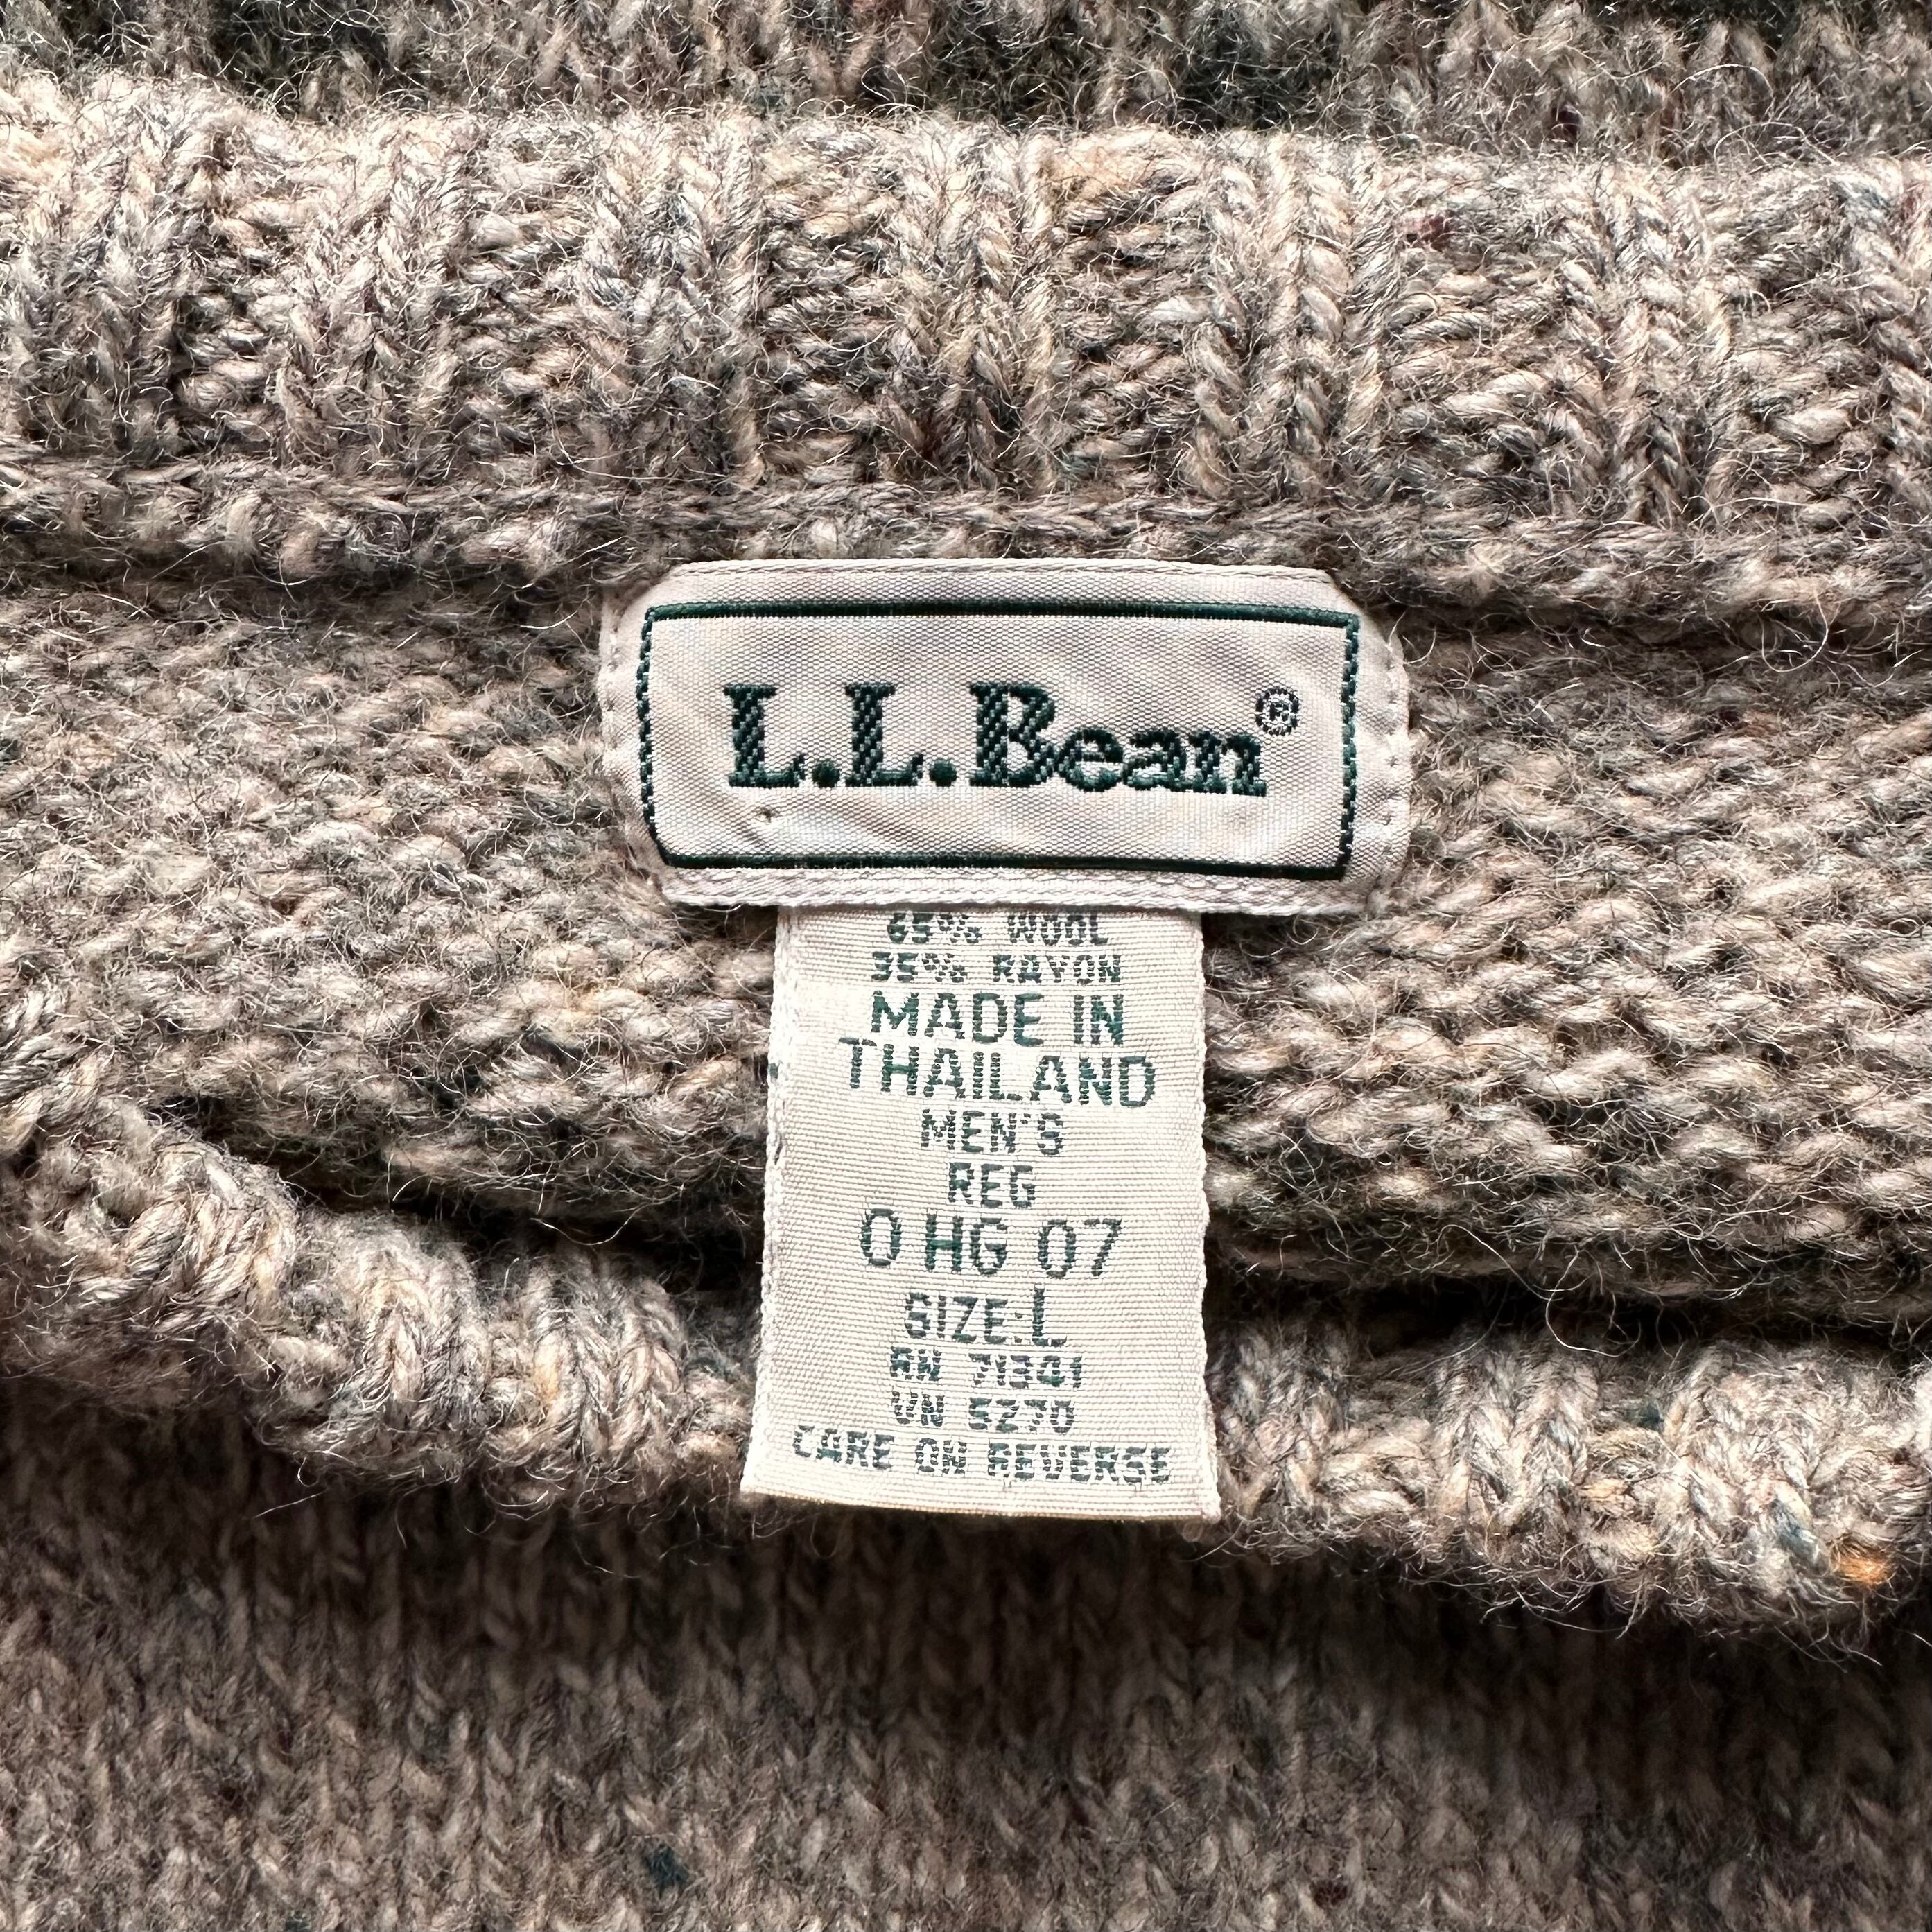 L.L.Bean®
65% WOOL
35% RAYON
MADE IN
THAILAND
MEN'S
REG
0 HG 07
SIZE:L
RN 71341
VN 5270
CARE ON REVERSE